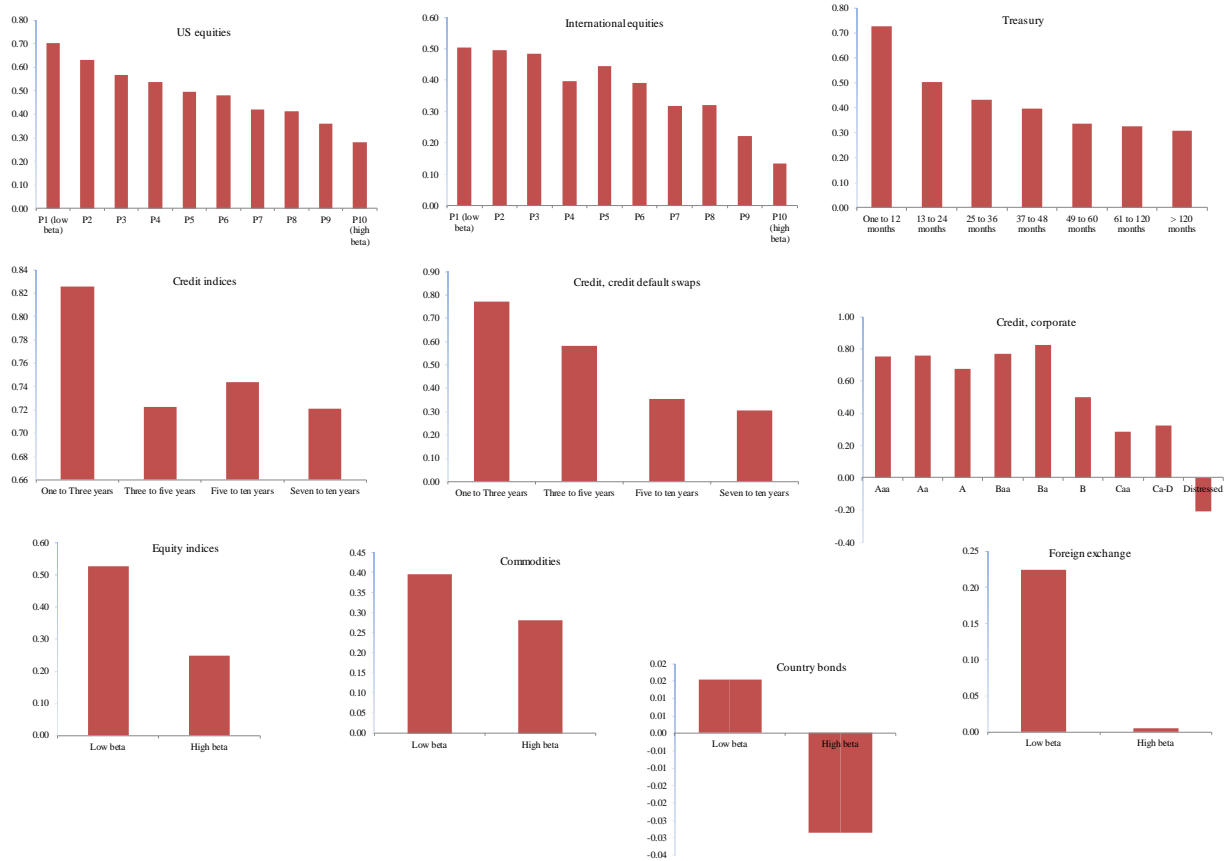 US equities
0.80
0.70
0.60
0.50
0.40
0.30
0.20
0.10
0.00
P1 (low beta)
P2
P3
P4
P5
P6
P7
P8
P9
P10 (high beta)
International equities
0.60
0.50
0.40
0.30
0.20
0.10
0.00
P1 (low beta)
P2
P3
P4
P5
P6
P7
P8
P9
P10 (high beta)
Treasury
0.80
0.70
0.60
0.50
0.40
0.30
0.20
0.10
0.00
One to 12 months
13 to 24 months
25 to 36 months
37 to 48 months
49 to 60 months
61 to 120 months
> 120 months
Credit indices
0.84
0.82
0.80
0.78
0.76
0.74
0.72
0.70
0.68
0.66
One to Three years
Three to five years
Five to ten years
Seven to ten years
Credit, credit default swaps
0.90
0.80
0.70
0.60
0.50
0.40
0.30
0.20
0.10
0.00
One to Three years
Three to five years
Five to ten years
Seven to ten years
Credit, corporate
1.00
0.80
0.60
0.40
0.20
0.00
-0.20
-0.40
Aaa
Aa
A
Baa
Ba
B
Caa
Ca-D
Distressed
Equity indices
0.60
0.50
0.40
0.30
0.20
0.10
0.00
Low beta
High beta
Commodities
0.45
0.40
0.35
0.30
0.25
0.20
0.15
0.10
0.05
0.00
Low beta
High beta
Country bonds
0.02
0.02
0.01
0.01
0.00
-0.01
-0.01
-0.02
-0.02
-0.03
-0.03
-0.04
Low beta
High beta
Foreign exchange
0.25
0.20
0.15
0.10
0.05
0.00
Low beta
High beta